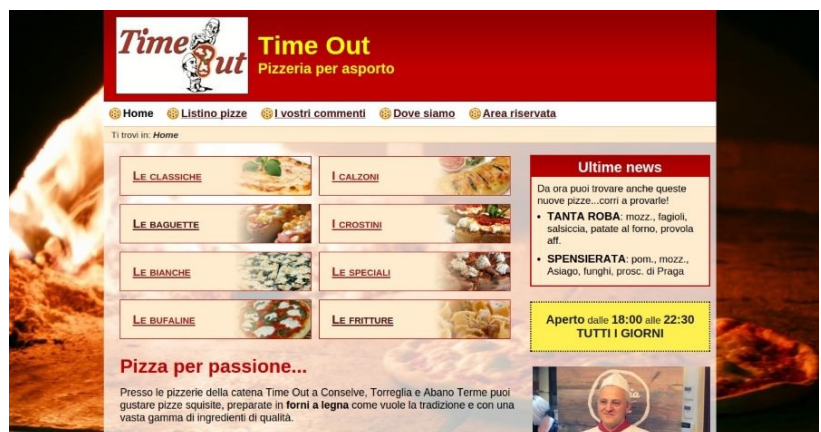 Time Out
Time Out
Pizzeria per asporto
Home Listino pizze I vostri commenti Dove siamo Area riservata
Ti trovi in: Home
LE CLASSICHE
I CALZONI
LE BAGUETTE
I CROSTINI
LE BIANCHE
LE SPECIALI
LE BUFALINE
LE FRITTURE
Pizza per passione...
Presso le pizzerie della catena Time Out a Conselve, Torreglia e Abano Terme puoi
gustare pizze squisite, preparate in forni a legna come vuole la tradizione e con una
vasta gamma di ingredienti di qualità.
Ultime news
Da ora puoi trovare anche queste
nuove pizze...corri a provarle!
• TANTA ROBA: mozz., fagioli,
salsiccia, patate al forno, provola
aff.
• SPENSIERATA: pom., mozz.,
Asiago, funghi, prosc. di Praga
Aperto dalle 18:00 alle 22:30
TUTTI I GIORNI